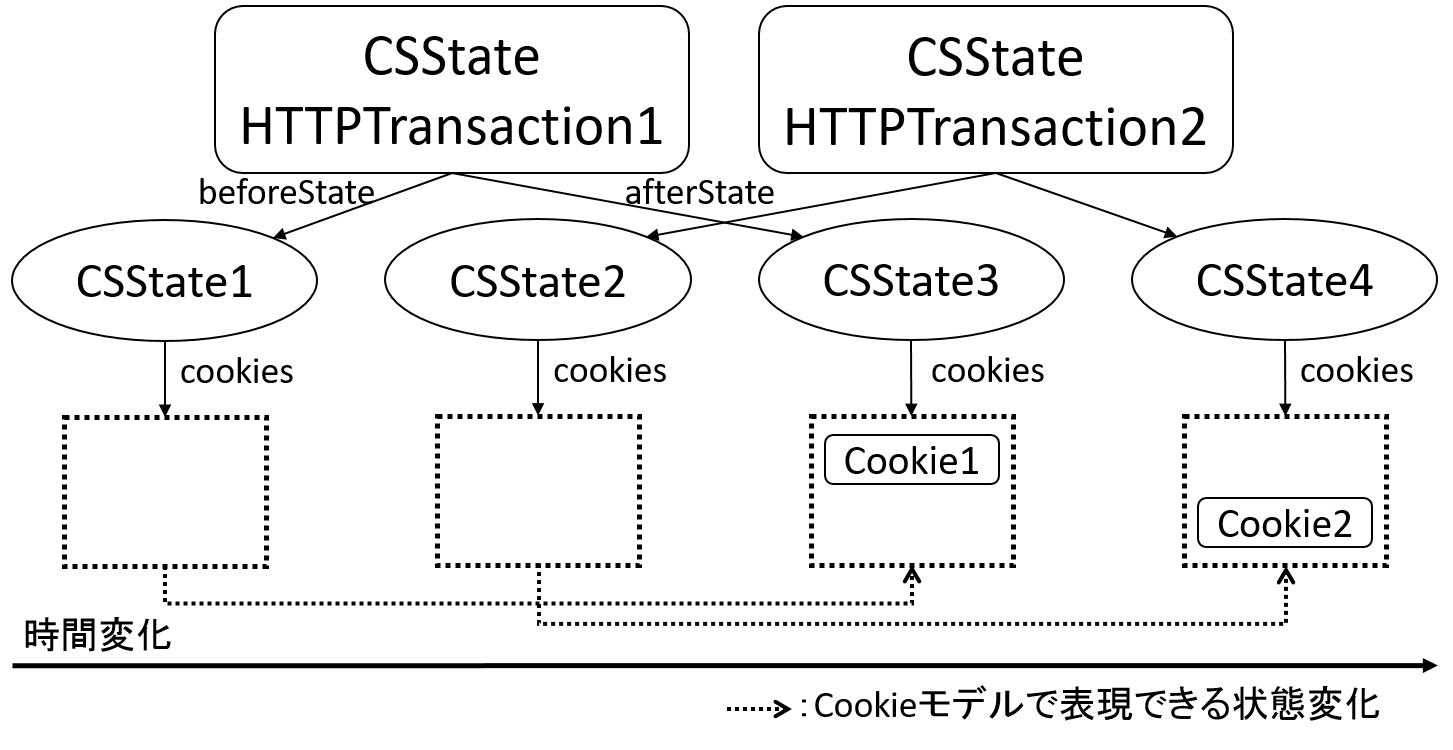 CSState
HTTPTransaction1
CSState
HTTPTransaction2
beforeState
afterState
CSState1
CSState2
CSState3
CSState4
cookies
cookies
cookies
cookies
Cookie1
Cookie2
時間変化
：Cookieモデルで表現できる状態変化